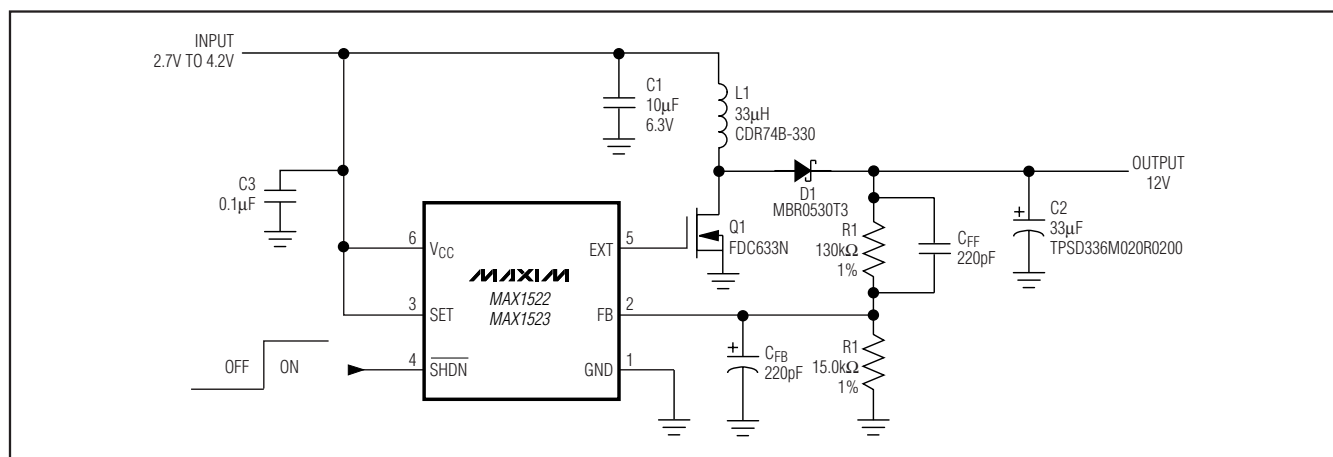 INPUT
2.7V TO 4.2V
C1
10μF
6.3V
L1
33μH
CDR74B-330
OUTPUT
12V
C3
0.1μF
D1
MBR0530T3
C2
33μF
TPSD336M020R0200
Q1
FDC633N
R1
130kΩ
1%
CFF
220pF
6
VCC
EXT
5
MAXIM
MAX1522
MAX1523
3
SET
FB
2
OFF
ON
4
SHDN
GND
1
CFB
220pF
R1
15.0kΩ
1%